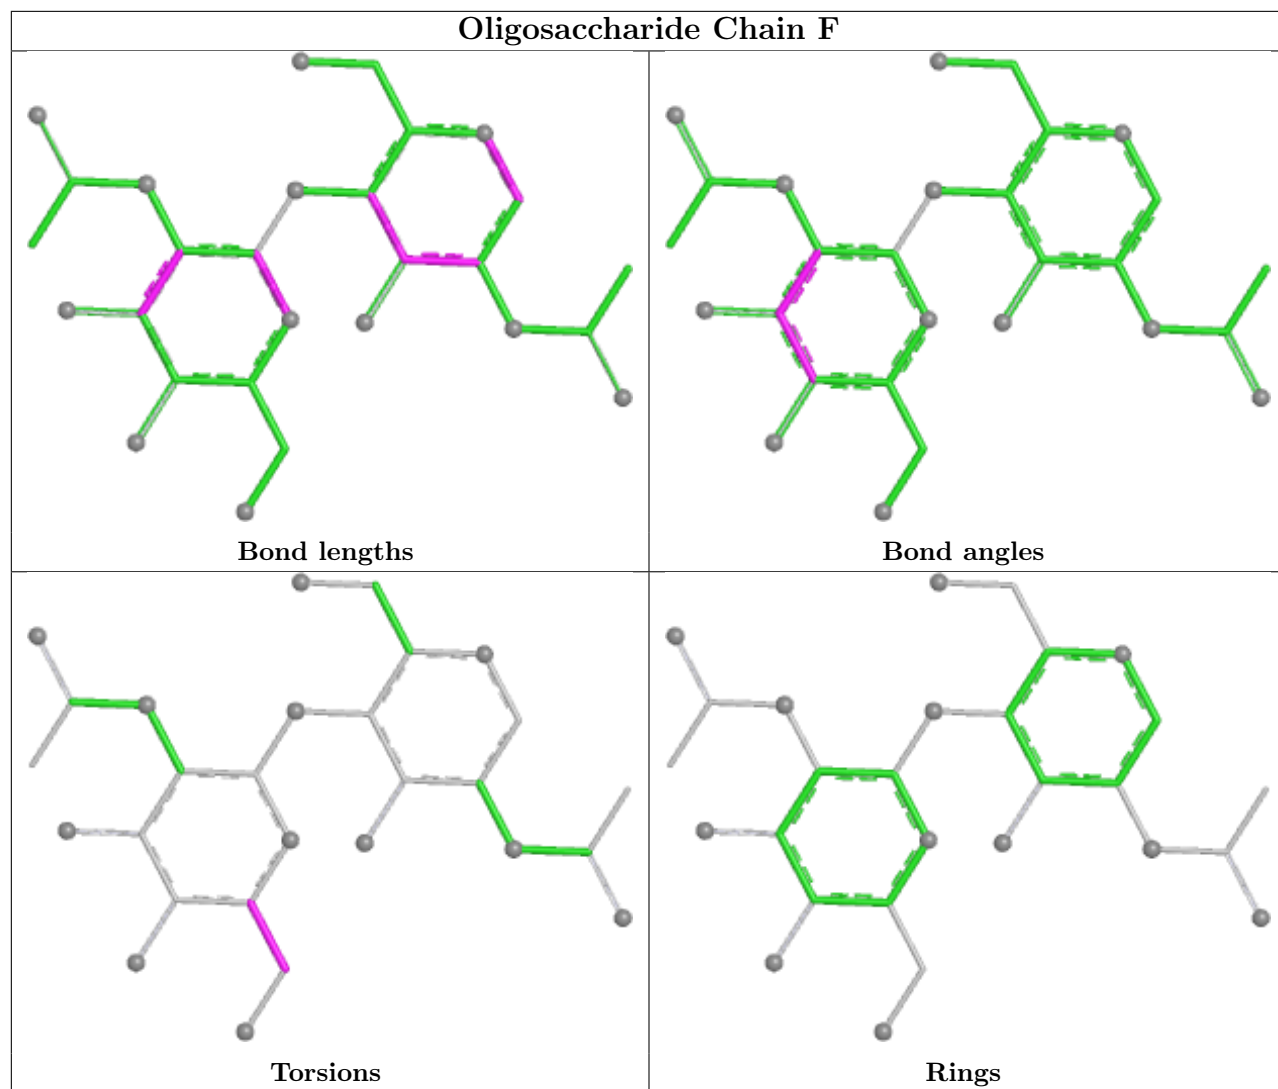 Oligosaccharide Chain F
Bond lengths
Bond angles
Torsions
Rings